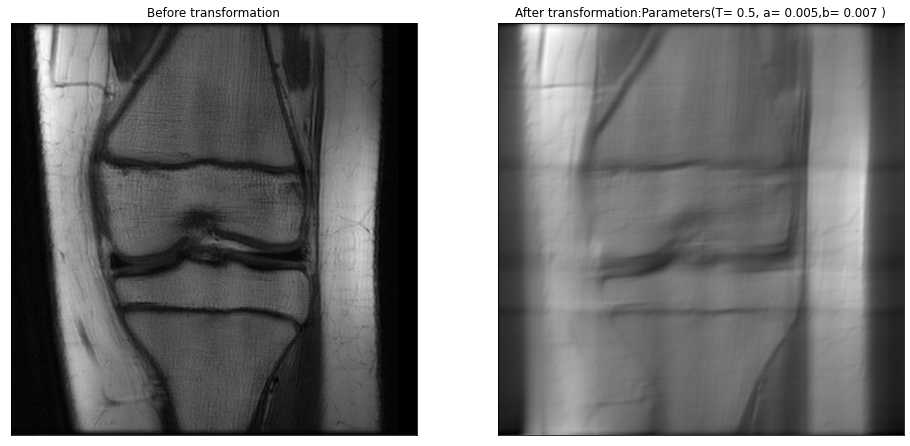 Before transformation
After transformation:Parameters(T= 0.5, a= 0.005,b= 0.007 )